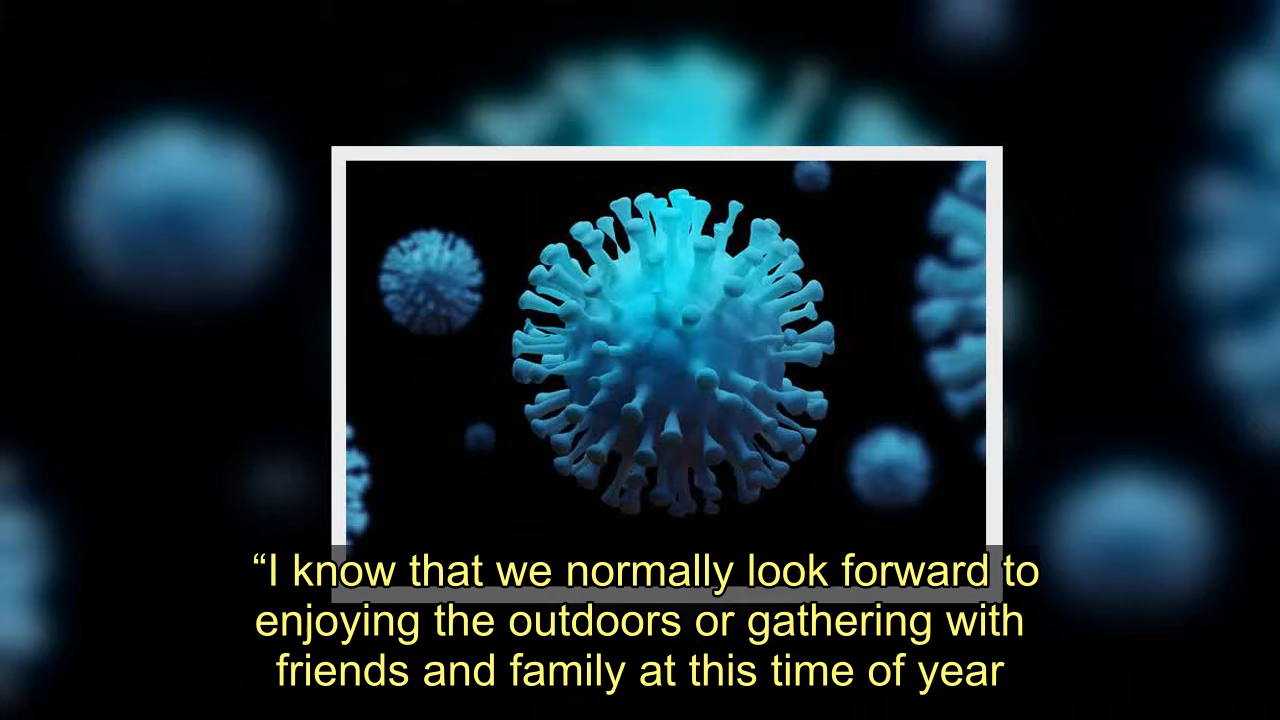 “I know that we normally look forward to
enjoying the outdoors or gathering with
friends and family at this time of year